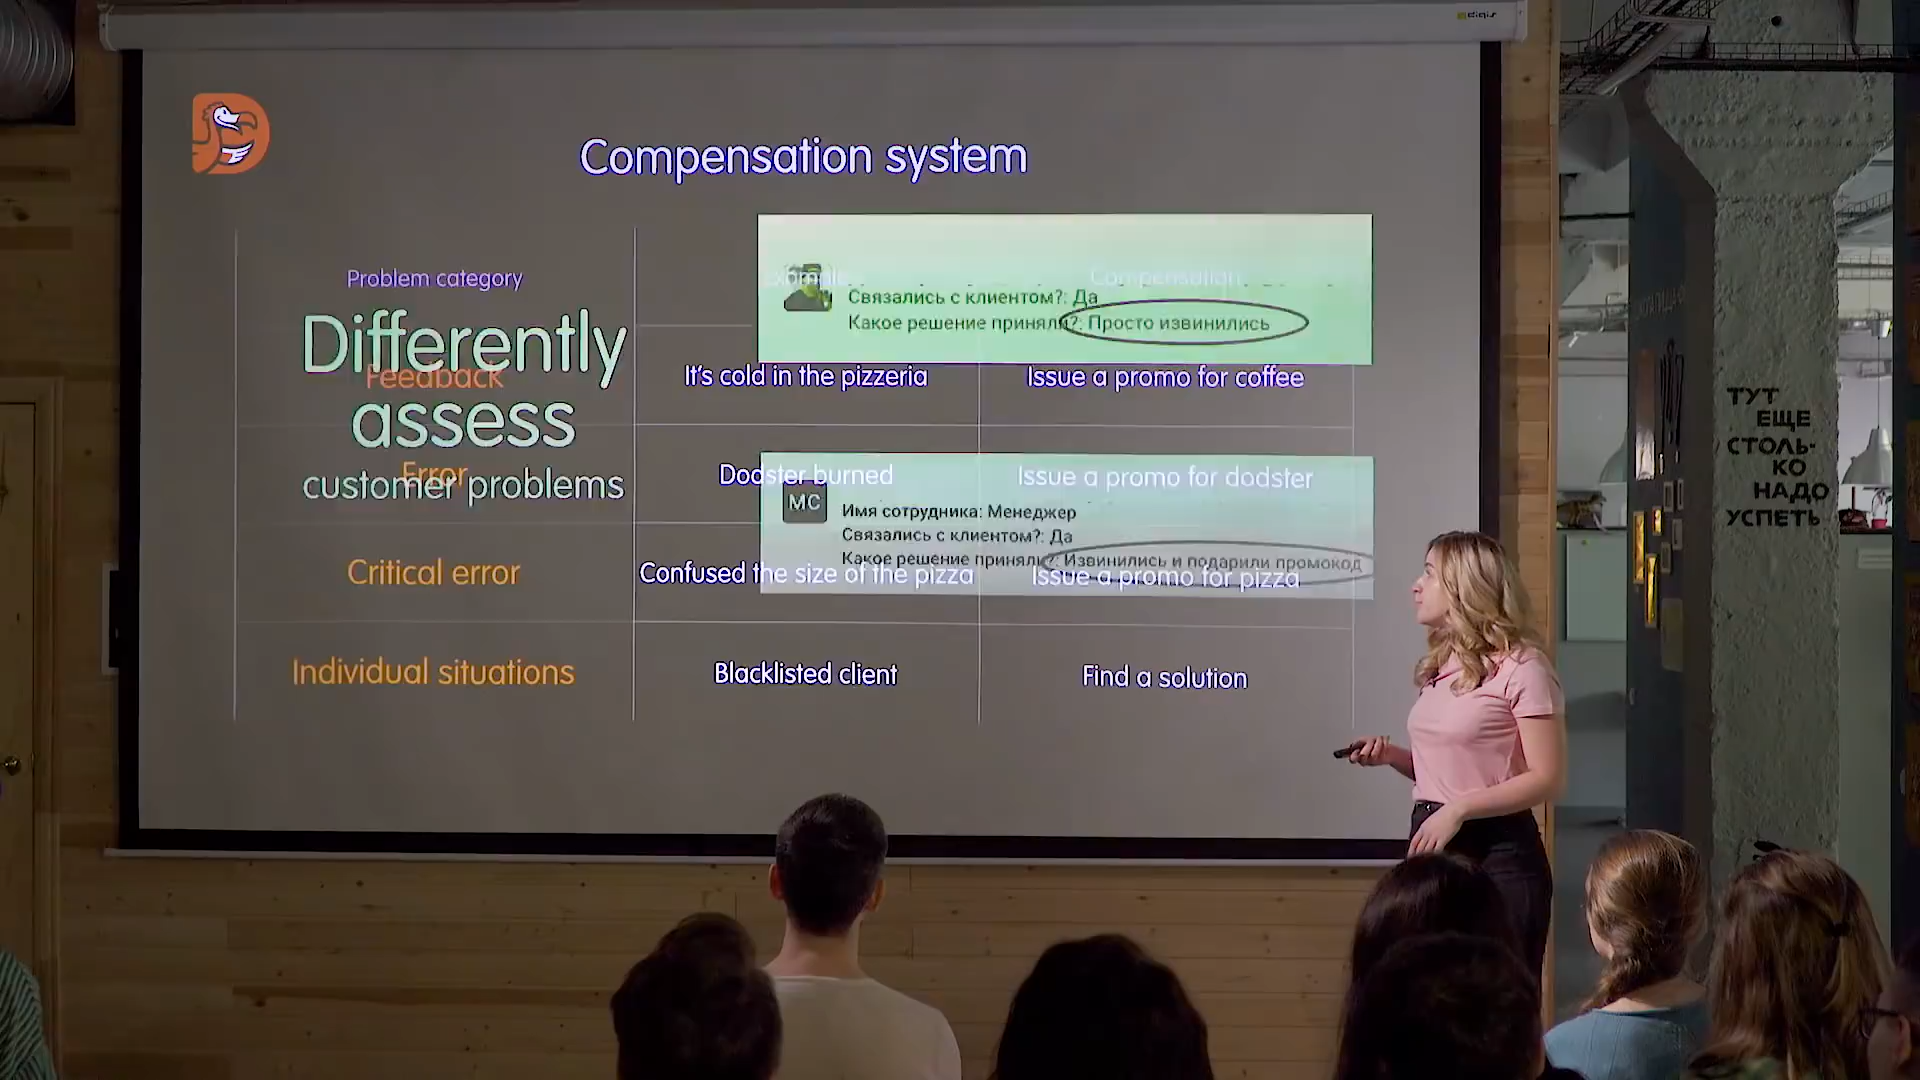 digis
Compensation system
Problem category
Example
Compensation
Differently
assess
customer problems
Связались с клиентом?: Да
Какое решение приняли?: Просто извинились
Feedback
It's cold in the pizzeria
Issue a promo for coffee
Error
Dodster burned
Issue a promo for dodster
MC
Имя сотрудника: Менеджер
Связались с клиентом?: Да
Какое решение приняли?: Извинились и подарили промокод
Critical error
Confused the size of the pizza
Issue a promo for pizza
Individual situations
Blacklisted client
Find a solution
ТУТ
ЕЩЕ
СТОЛЬ-
КО
НАДО
УСПЕТЬ